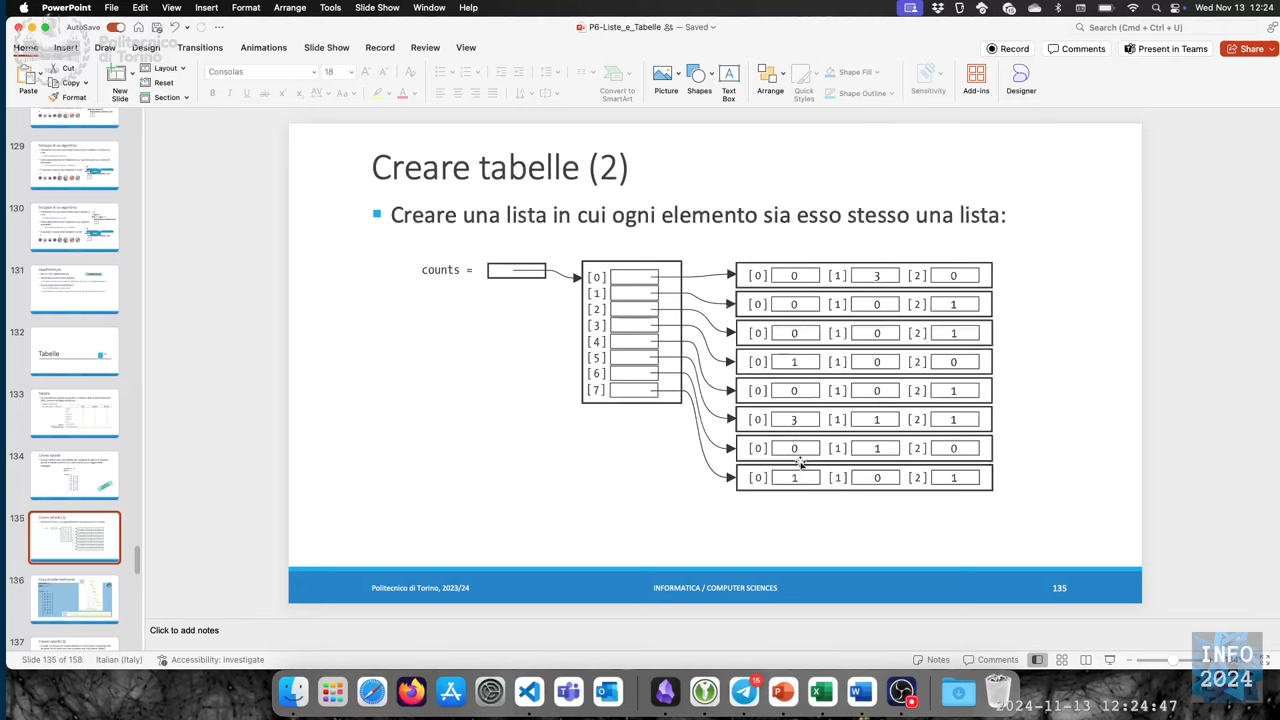 PowerPoint File Edit View Insert Format Arrange Tools Slide Show Window Help Wed Nov 13 12:24
AutoSave P6-Liste_e_Tabelle — Saved Search (Cmd + Ctrl + U)
Politecnico
di Torino
Home Insert Draw Design Transitions Animations Slide Show Record Review View Record Comments Present in Teams Share
Paste Cut Copy Format New Slide Layout Reset Section Consolas 18 Convert to SmartArt Picture Shapes Text Box Arrange Quick Styles Shape Fill Shape Outline Sensitivity Add-ins Designer
129
130
131
132
Tabelle
133
134
135
136
137
Creare tabelle (2)
Creare una lista in cui ogni elemento sia esso stesso una lista:
counts =
[0] [0] 0 [1] 3 [2] 0
[1] [0] 0 [1] 0 [2] 1
[2] [0] 0 [1] 0 [2] 1
[3] [0] 1 [1] 0 [2] 0
[4] [0] 0 [1] 0 [2] 1
[5] [0] 3 [1] 1 [2] 1
[6] [0] 0 [1] 1 [2] 0
[7] [0] 1 [1] 0 [2] 1
Politecnico di Torino, 2023/24 INFORMATICA / COMPUTER SCIENCES 135
Click to add notes
Slide 135 of 158 Italian (Italy) Accessibility: Investigate Notes Comments
INFO
2024
15
2024-11-13 12:24:47